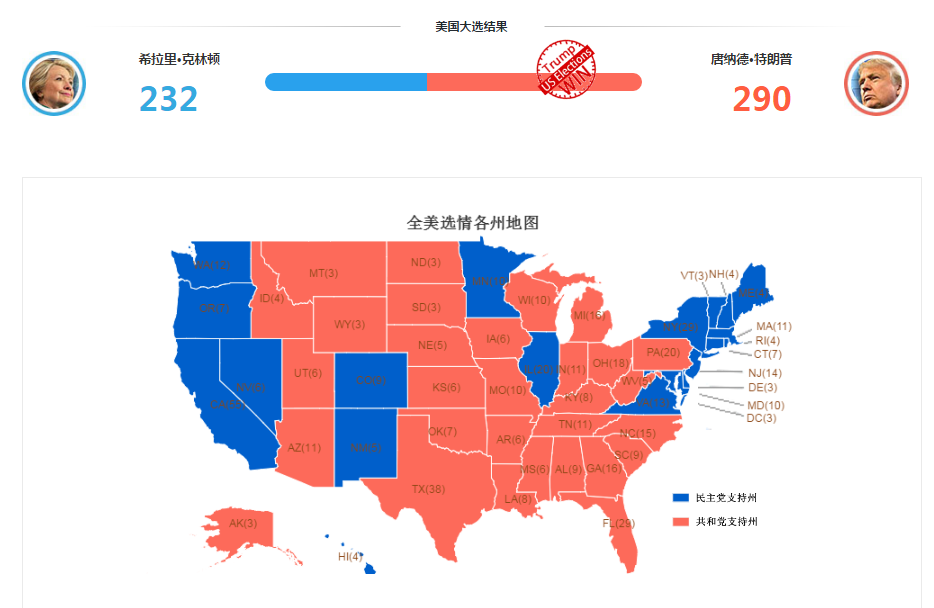 美国大选结果
希拉里•克林顿
唐纳德•特朗普
232
290
Trump
US Elections
WIN
全美选情各州地图
MT(3)
ND(3)
VT(3)
NH(4)
ID(4)
SD(3)
WI(10)
MI(16)
WY(3)
MA(11)
RI(4)
CT(7)
NE(5)
IA(6)
PA(20)
OH(18)
UT(6)
NJ(14)
KS(6)
MO(10)
WV(5)
DE(3)
KY(8)
MD(10)
DC(3)
AZ(11)
OK(7)
TN(11)
NC(15)
AR(6)
SC(9)
MS(6)
AL(9)
GA(16)
TX(38)
LA(8)
民主党支持州
AK(3)
FL(29)
共和党支持州
HI(4)